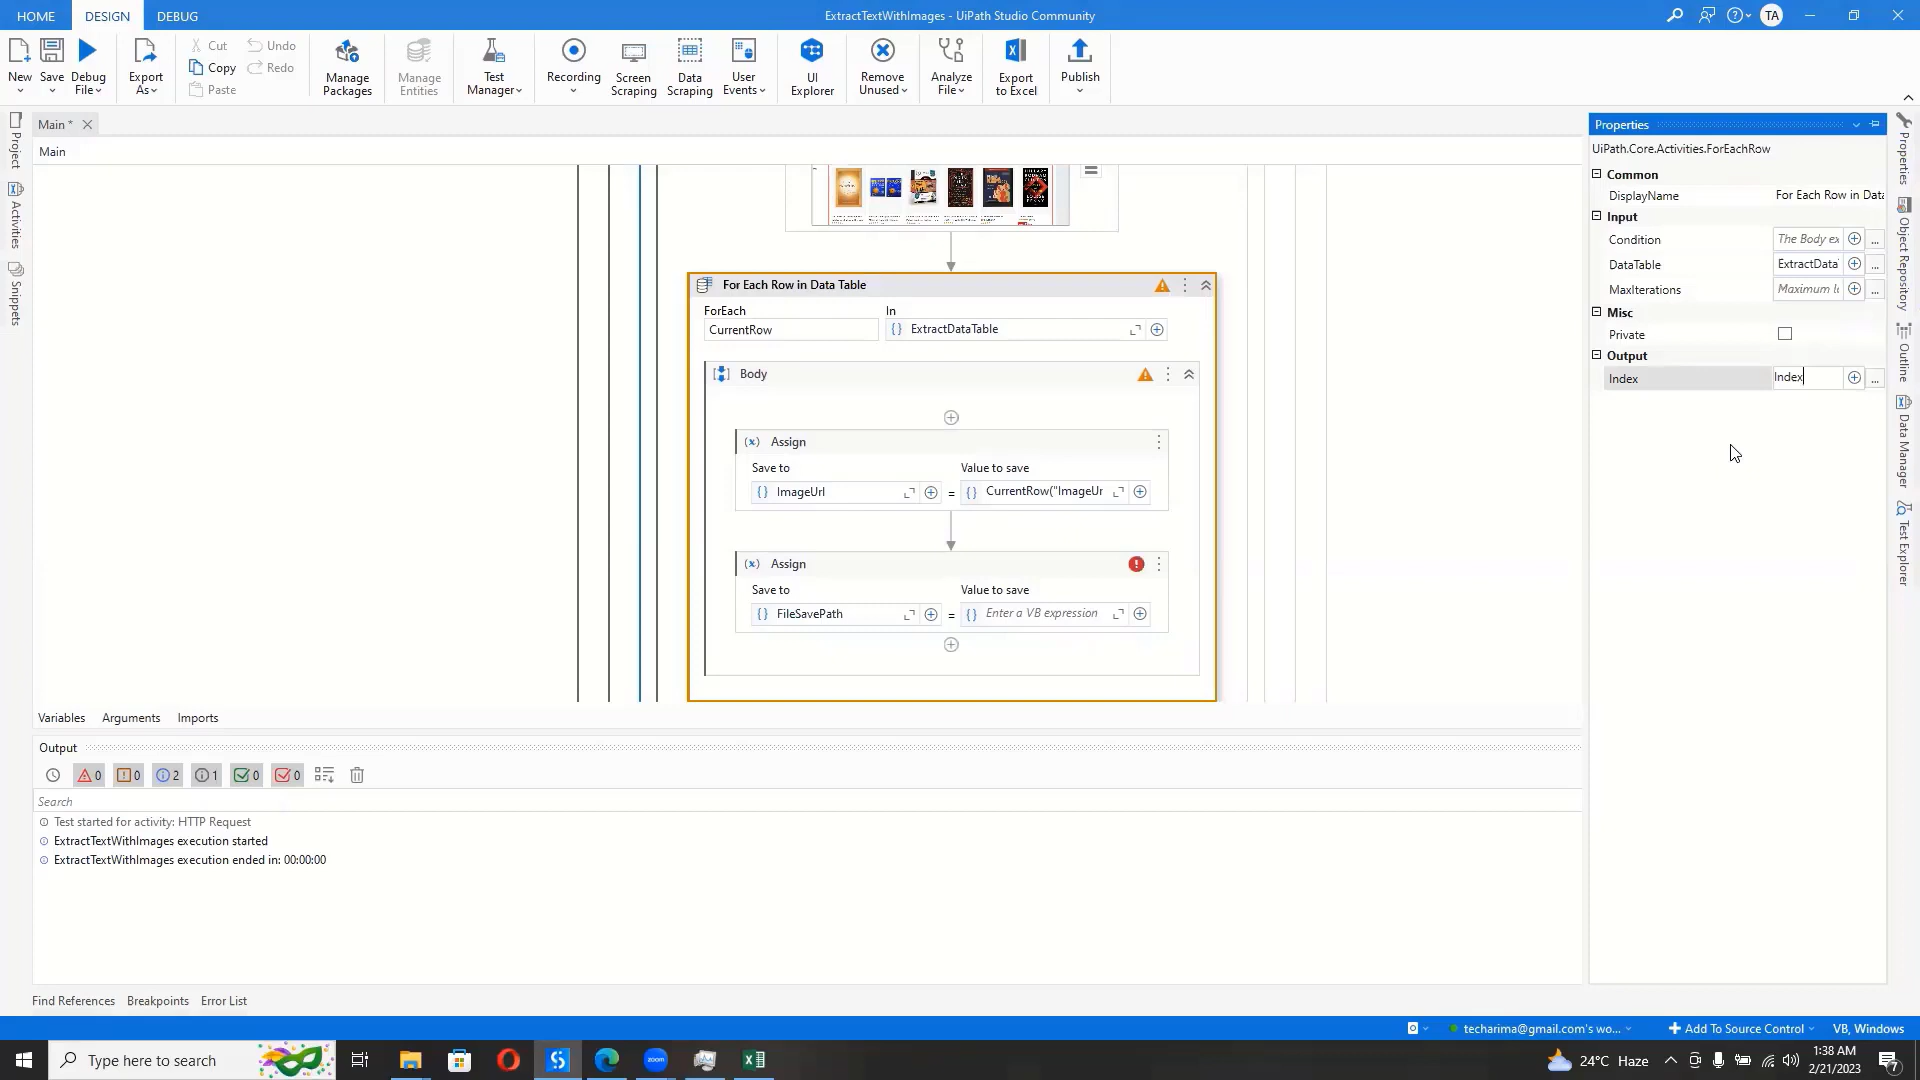 HOME DESIGN DEBUG ExtractTextWithImages - UiPath Studio Community TA
New Save Debug File Export As Cut Copy Paste Undo Redo Manage Packages Manage Entities Test Manager Recording Screen Scraping Data Scraping User Events UI Explorer Remove Unused Analyze File Export to Excel Publish
Main *
Main
Project
Activities
Snippets
For Each Row in Data Table
ForEach In
CurrentRow ExtractDataTable
Body
Assign
Save to Value to save
ImageUrl = CurrentRow("ImageUr
Assign
Save to Value to save
FileSavePath = Enter a VB expression
Variables Arguments Imports
Output
0 0 2 1 0 0
Search
Test started for activity: HTTP Request
ExtractTextWithImages execution started
ExtractTextWithImages execution ended in: 00:00:00
Find References Breakpoints Error List
Properties
UiPath.Core.Activities.ForEachRow
Common
DisplayName For Each Row in Data
Input
Condition The Body ex
DataTable ExtractData
MaxIterations Maximum
Misc
Private
Output
Index Index
Properties
Object Repository
Outline
Data Manager
Test Explorer
techarima@gmail.com's wo... Add To Source Control VB, Windows
Type here to search zoom 24°C Haze 1:38 AM
2/21/2023 7